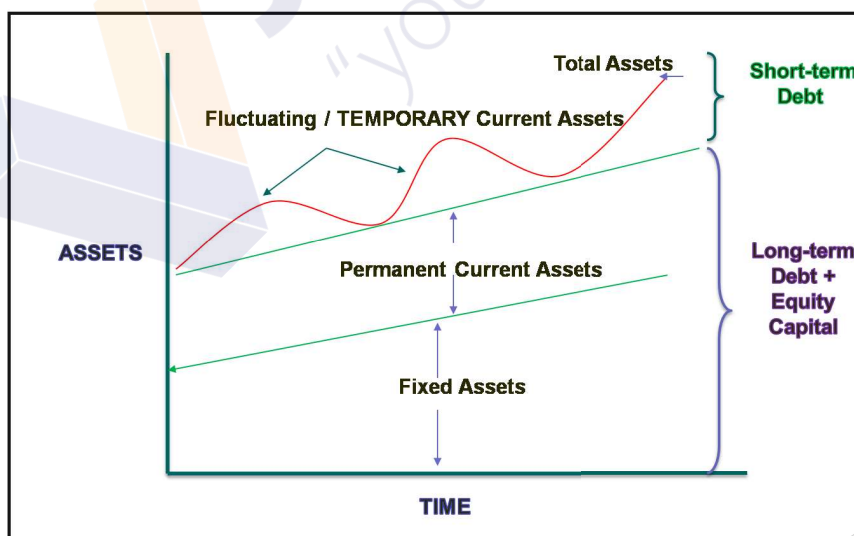 "you
Total Assets
Short-term
Debt
Fluctuating / TEMPORARY Current Assets
ASSETS
Permanent Current Assets
Long-term
Debt +
Equity
Capital
Fixed Assets
TIME